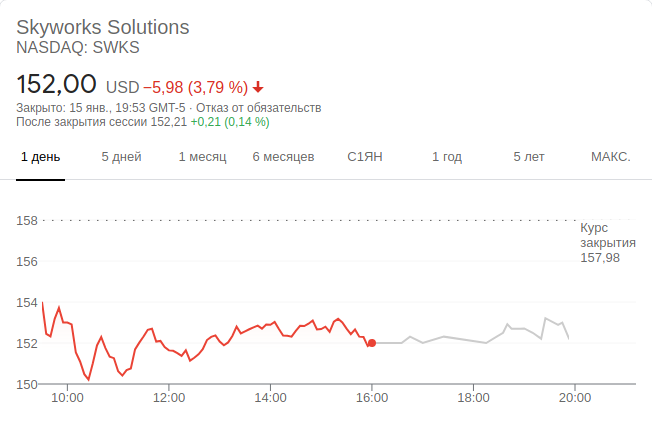 Skyworks Solutions
NASDAQ: SWKS
152,00 USD −5,98 (3,79 %)
Закрыто: 15 янв., 19:53 GMT-5 · Отказ от обязательств
После закрытия сессии 152,21 +0,21 (0,14 %)
1 день 5 дней 1 месяц 6 месяцев С1ЯН 1 год 5 лет МАКС.
158
Курс
закрытия
157,98
156
154
152
150
10:00 12:00 14:00 16:00 18:00 20:00